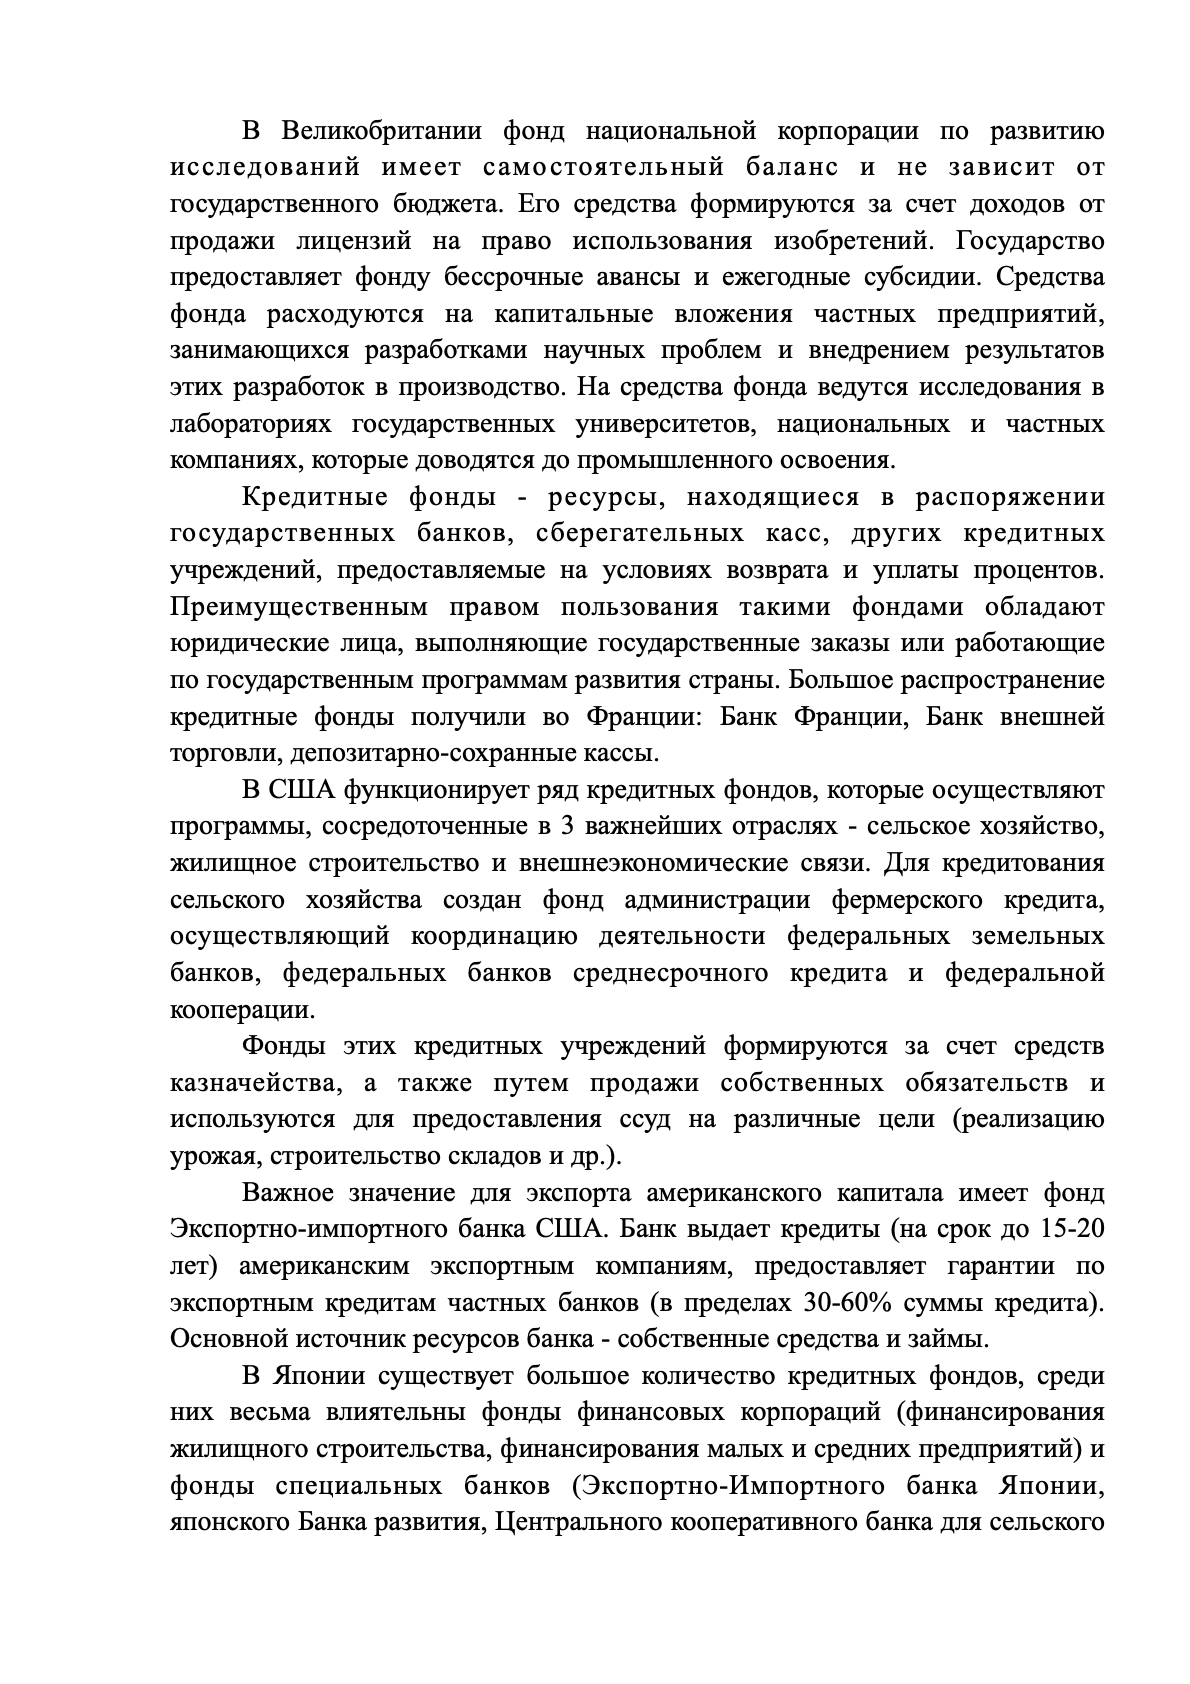 В Великобритании фонд национальной корпорации по развитию
исследований имеет самостоятельный баланс и не зависит от
государственного бюджета. Его средства формируются за счет доходов от
продажи лицензий на право использования изобретений. Государство
предоставляет фонду бессрочные авансы и ежегодные субсидии. Средства
фонда расходуются на капитальные вложения частных предприятий,
занимающихся разработками научных проблем и внедрением результатов
этих разработок в производство. На средства фонда ведутся исследования в
лабораториях государственных университетов, национальных и частных
компаниях, которые доводятся до промышленного освоения.
Кредитные фонды - ресурсы, находящиеся в распоряжении
государственных банков, сберегательных касс, других кредитных
учреждений, предоставляемые на условиях возврата и уплаты процентов.
Преимущественным правом пользования такими фондами обладают
юридические лица, выполняющие государственные заказы или работающие
по государственным программам развития страны. Большое распространение
кредитные фонды получили во Франции: Банк Франции, Банк внешней
торговли, депозитарно-сохранные кассы.
В США функционирует ряд кредитных фондов, которые осуществляют
программы, сосредоточенные в 3 важнейших отраслях - сельское хозяйство,
жилищное строительство и внешнеэкономические связи. Для кредитования
сельского хозяйства создан фонд администрации фермерского кредита,
осуществляющий координацию деятельности федеральных земельных
банков, федеральных банков среднесрочного кредита и федеральной
кооперации.
Фонды этих кредитных учреждений формируются за счет средств
казначейства, а также путем продажи собственных обязательств и
используются для предоставления ссуд на различные цели (реализацию
урожая, строительство складов и др.).
Важное значение для экспорта американского капитала имеет фонд
Экспортно-импортного банка США. Банк выдает кредиты (на срок до 15-20
лет) американским экспортным компаниям, предоставляет гарантии по
экспортным кредитам частных банков (в пределах 30-60% суммы кредита).
Основной источник ресурсов банка - собственные средства и займы.
В Японии существует большое количество кредитных фондов, среди
них весьма влиятельны фонды финансовых корпораций (финансирования
жилищного строительства, финансирования малых и средних предприятий) и
фонды специальных банков (Экспортно-Импортного банка Японии,
японского Банка развития, Центрального кооперативного банка для сельского